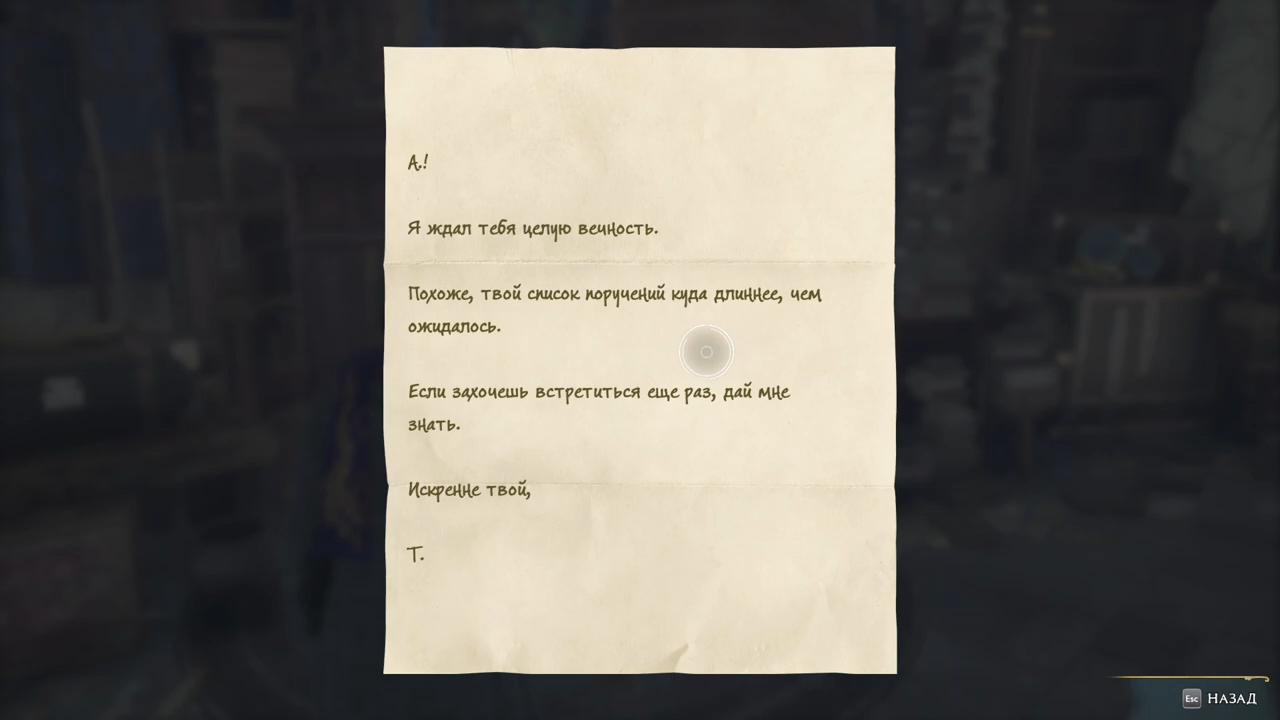 А.!
Я ждал тебя целую вечность.
Похоже, твой список поручений куда длиннее, чем
ожидалось.
Если захочешь встретиться еще раз, дай мне
знать.
Искренне твой,
Т.
Esc НАЗАД